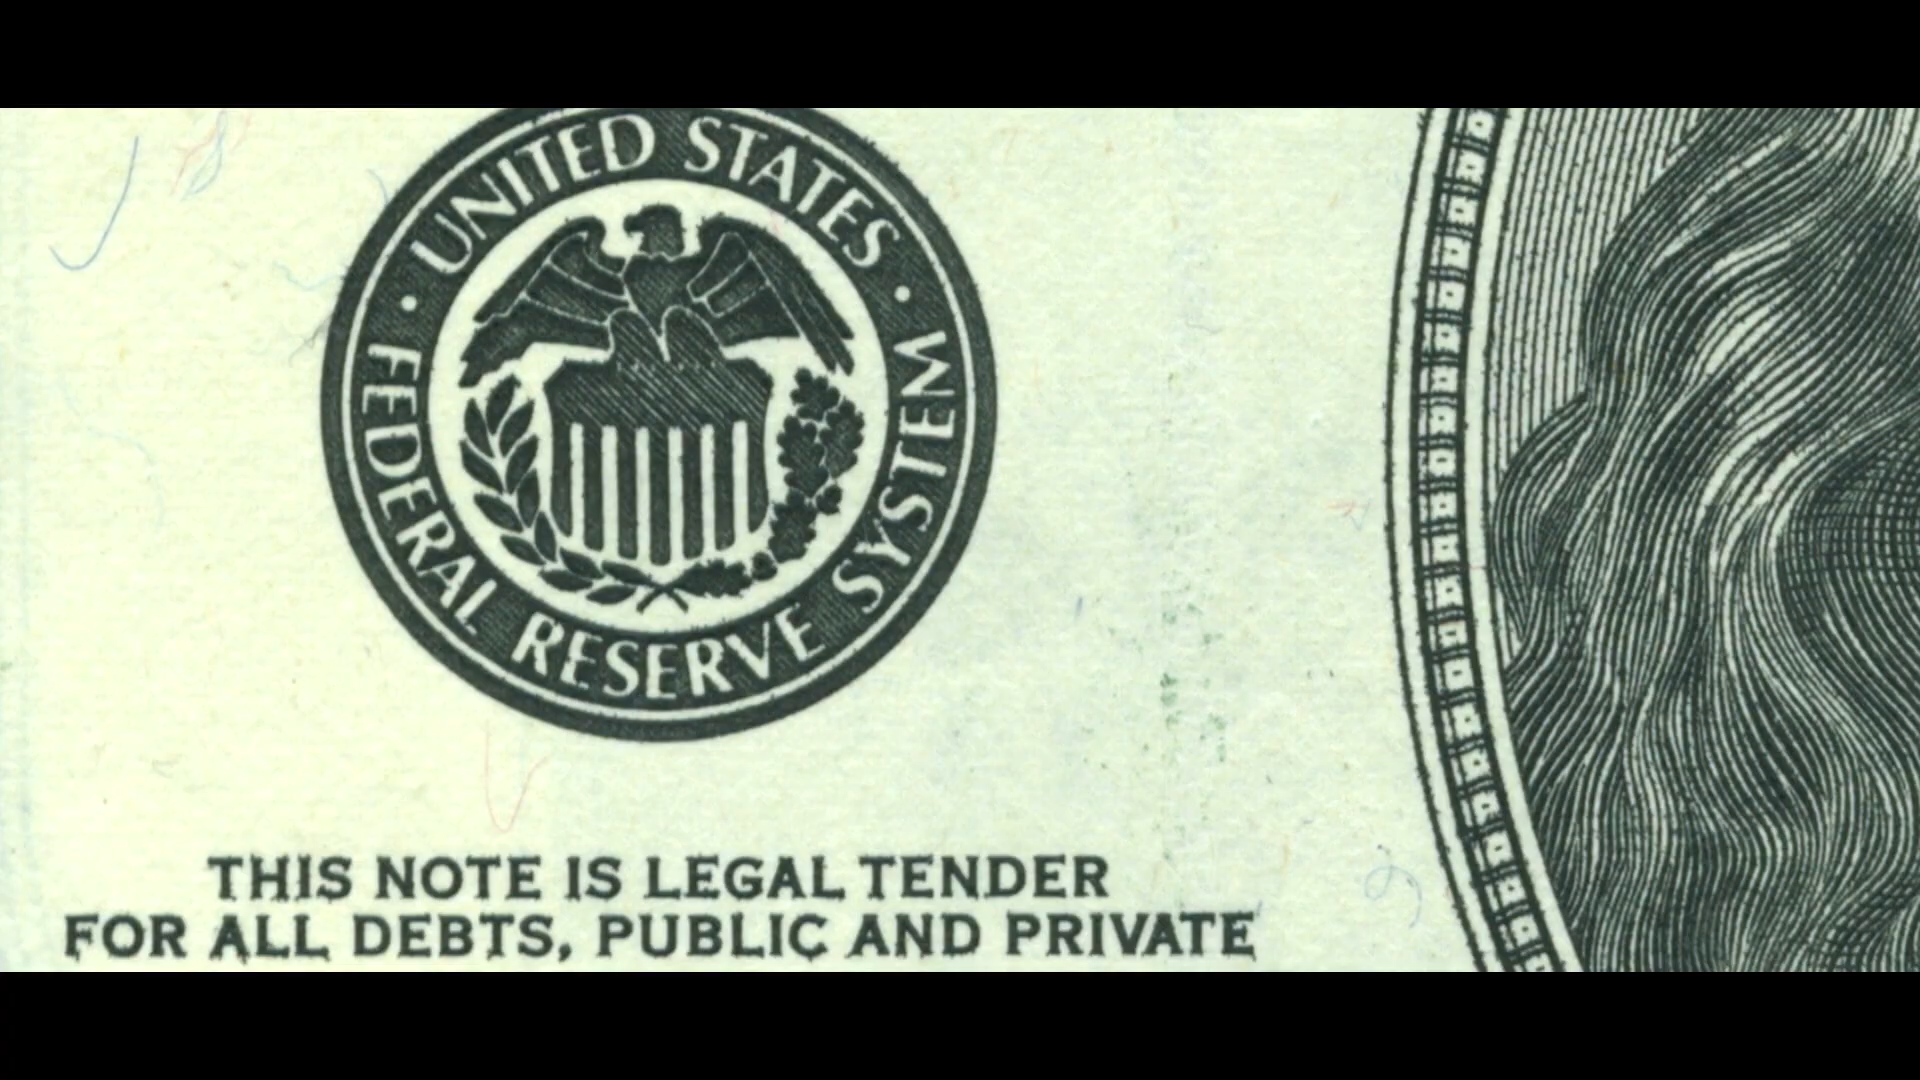 UNITED STATES
FEDERAL RESERVE SYSTEM
THIS NOTE IS LEGAL TENDER
FOR ALL DEBTS, PUBLIC AND PRIVATE